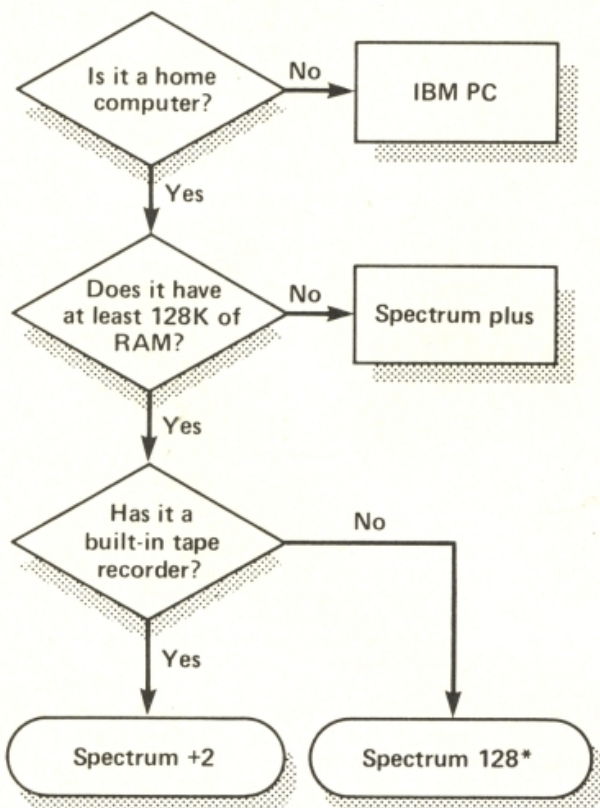 Is it a home
computer?
No
IBM PC
Yes
Does it have
at least 128K of
RAM?
No
Spectrum plus
Yes
Has it a
built-in tape
recorder?
No
Yes
Spectrum +2
Spectrum 128*